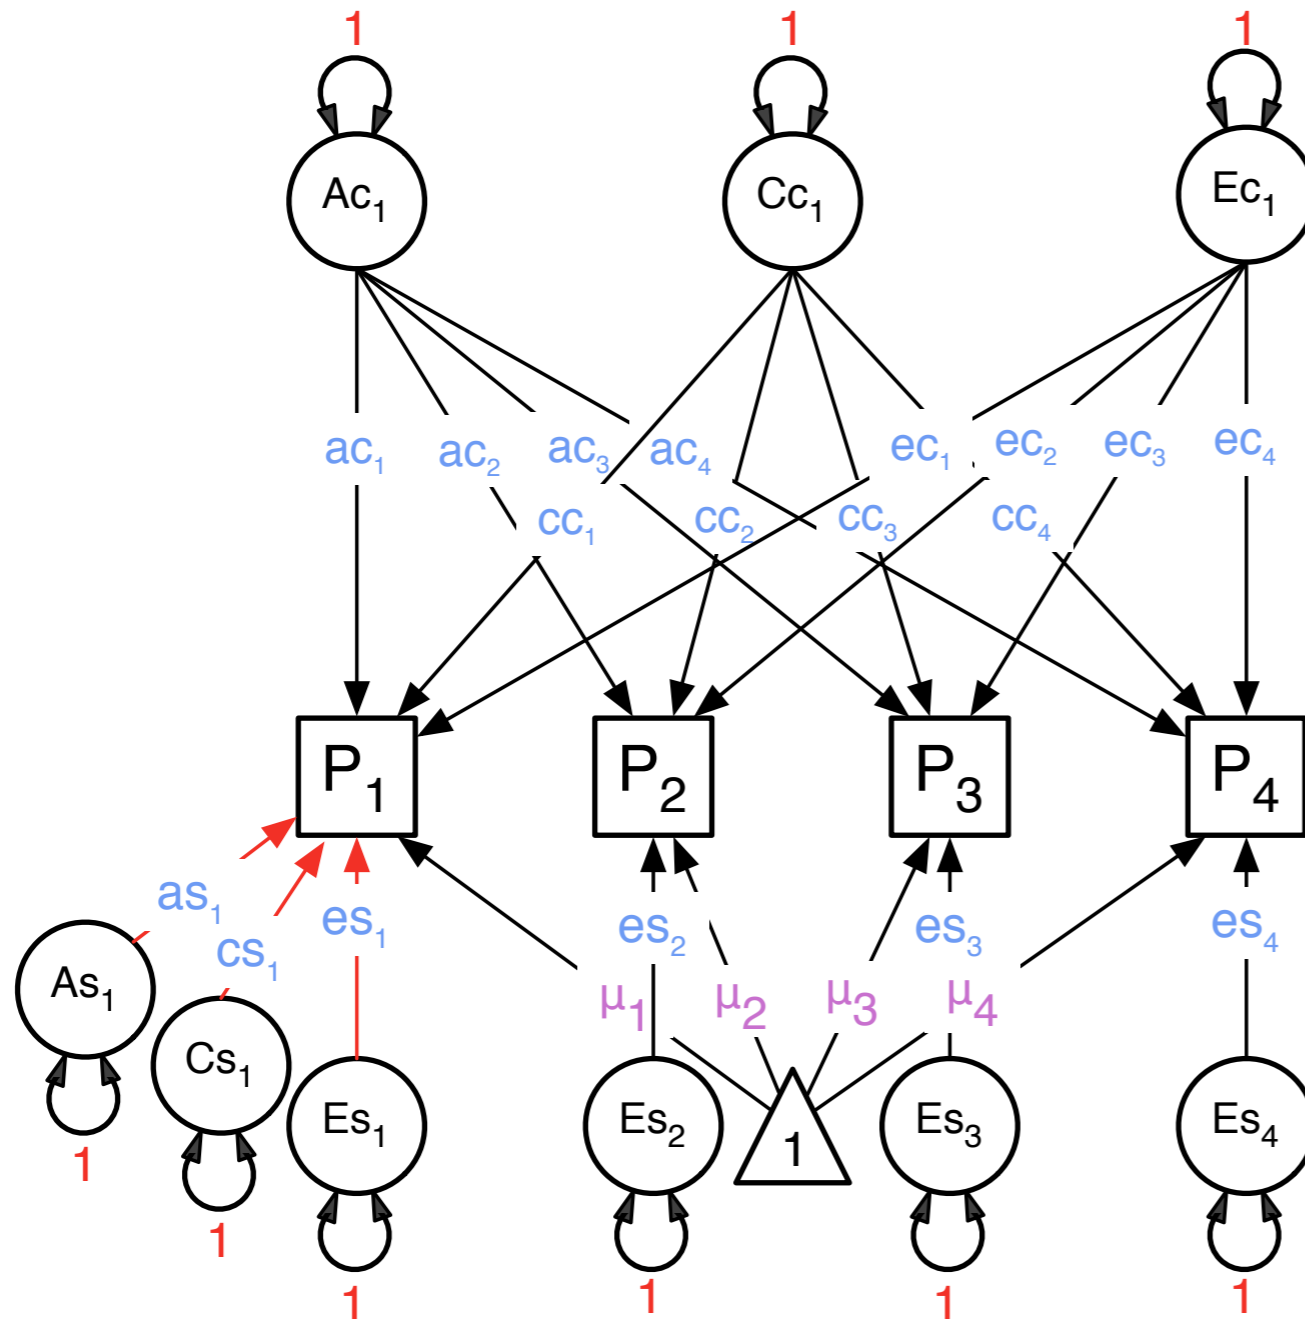 1 1 1
Ac1 Cc1 Ec1
ac1 ac2 ac3 ac4 ec1 ec2 ec3 ec4
cc1 cc2 cc3 cc4
P1 P2 P3 P4
as1 cs1 es1 es2 es3 es4
μ1 μ2 μ3 μ4
As1 Cs1 Es1 Es2 1 Es3 Es4
1 1 1 1 1 1